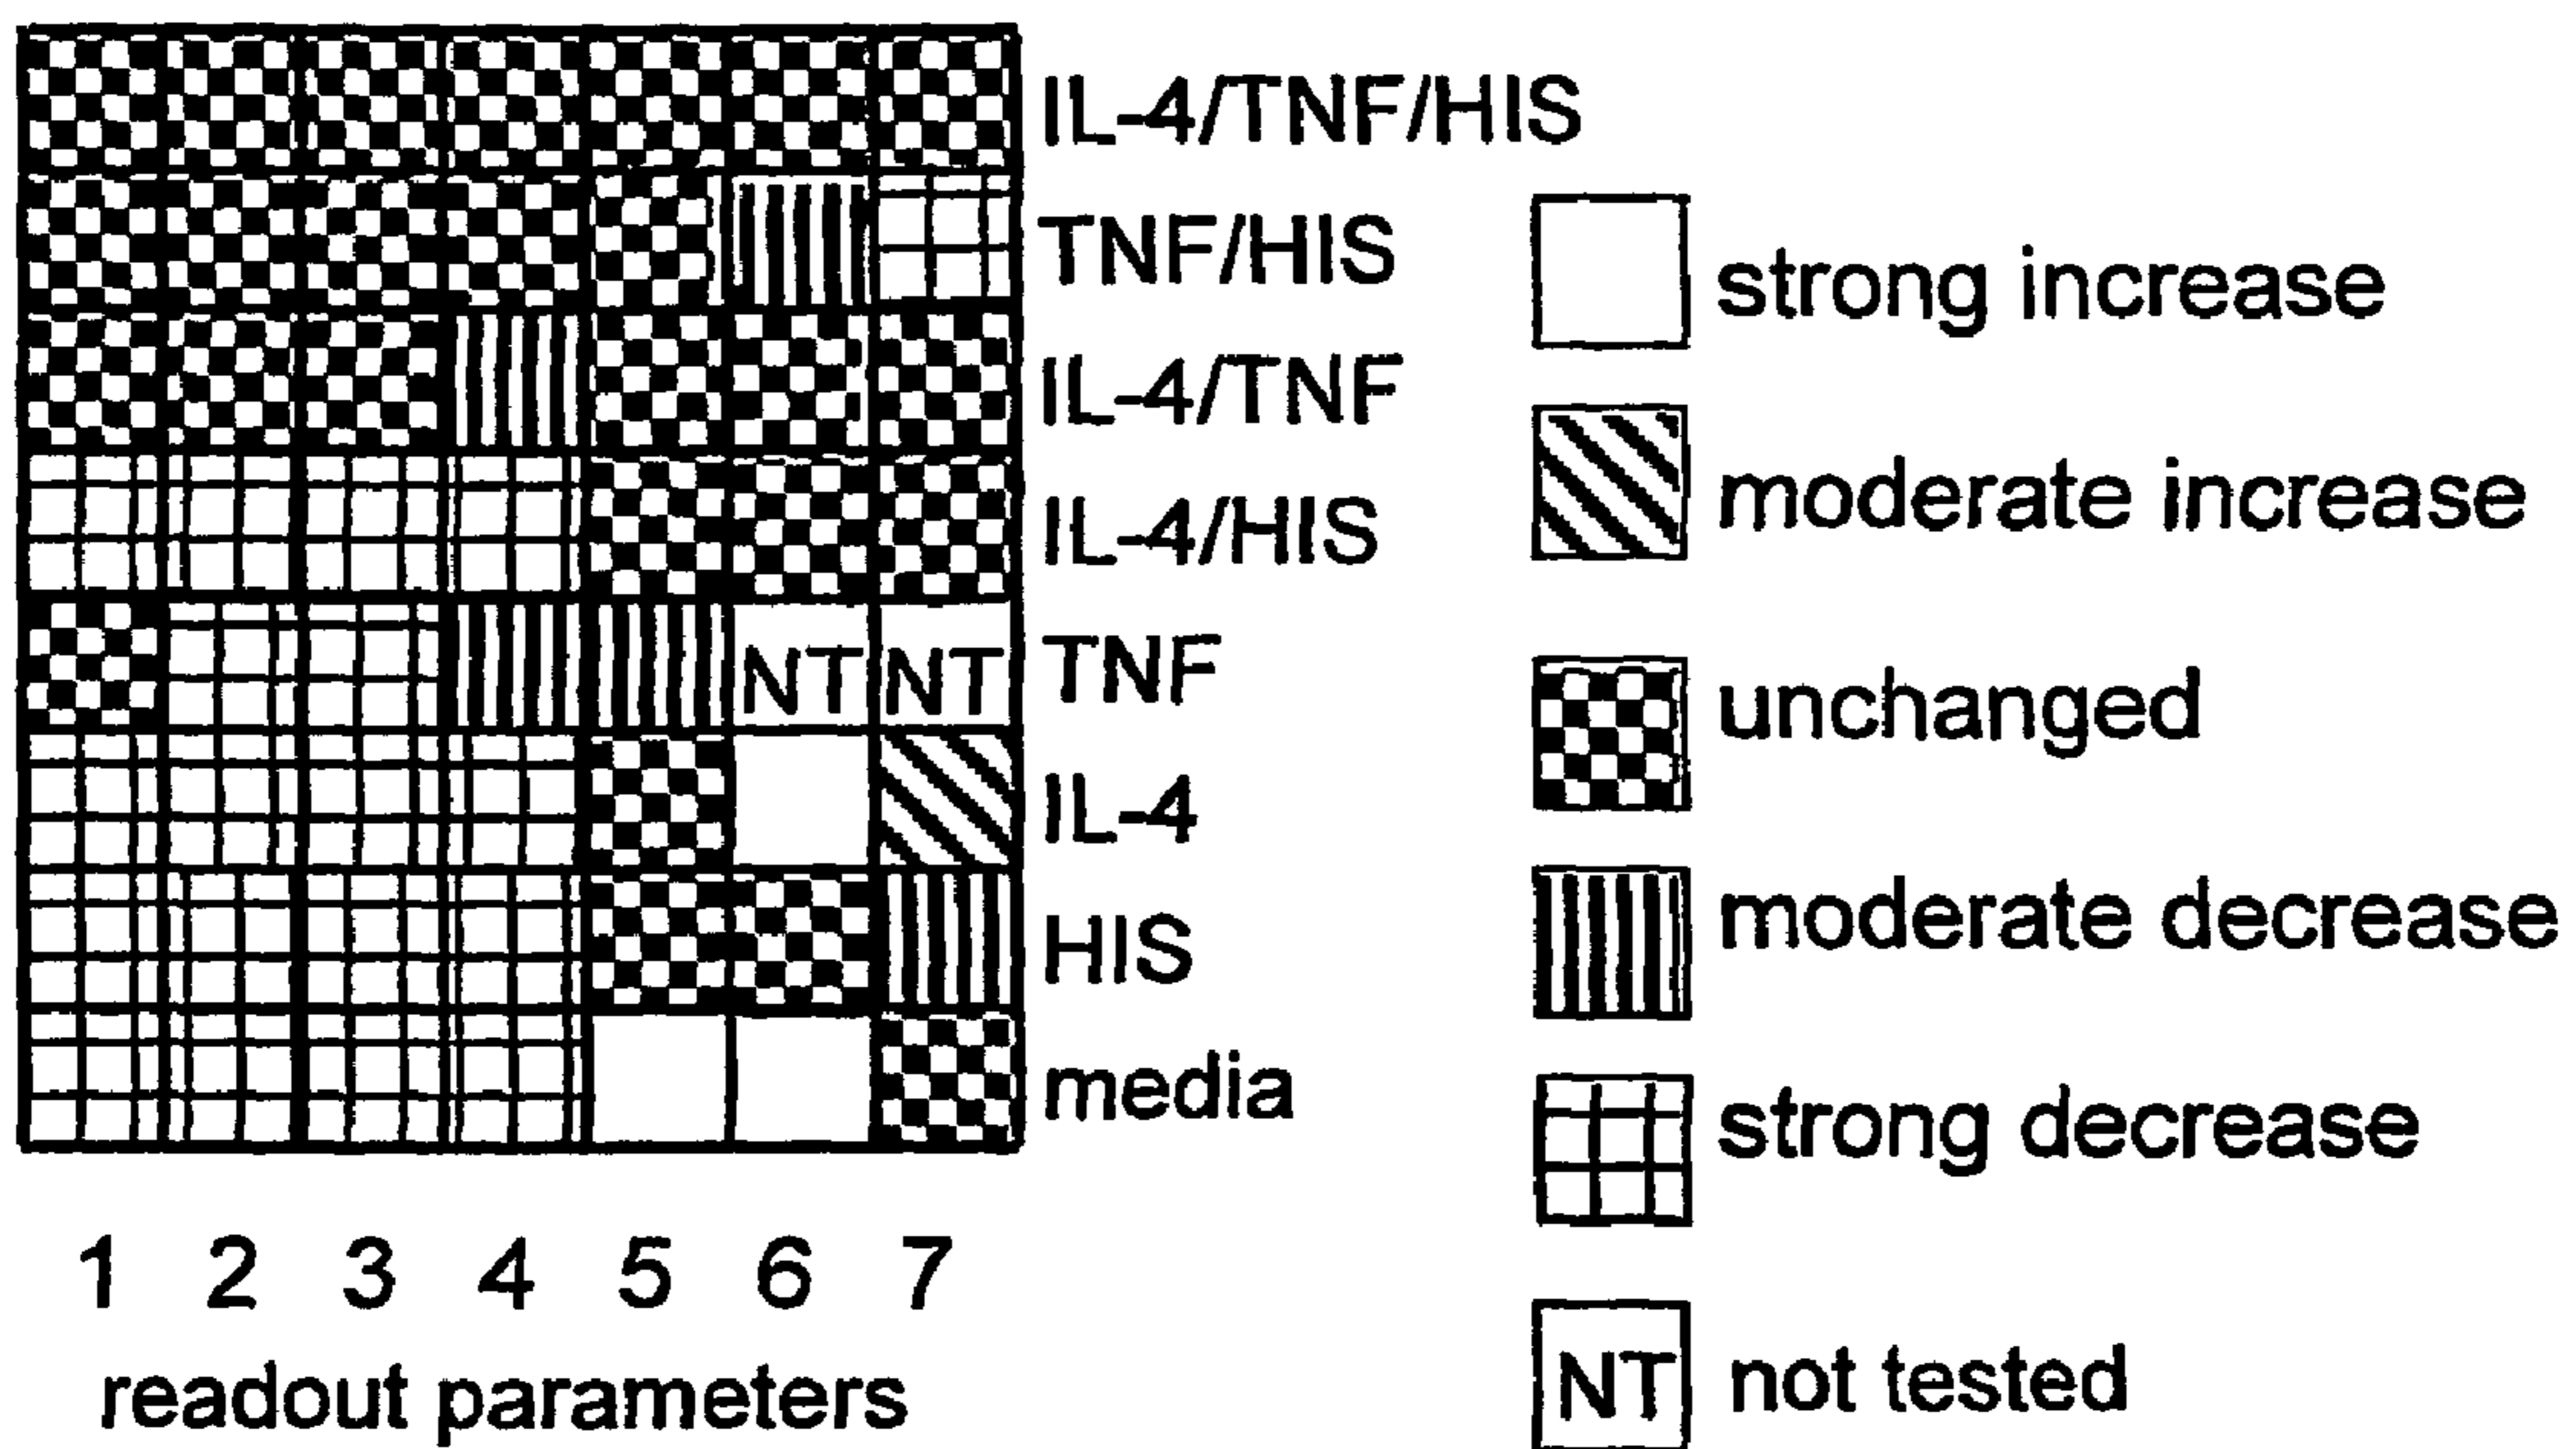 IL-4/TNF/HIS
TNF/HIS
IL-4/TNF
IL-4/HIS
NT NT TNF
IL-4
HIS
media
1 2 3 4 5 6 7
readout parameters
strong increase
moderate increase
unchanged
moderate decrease
strong decrease
NT not tested